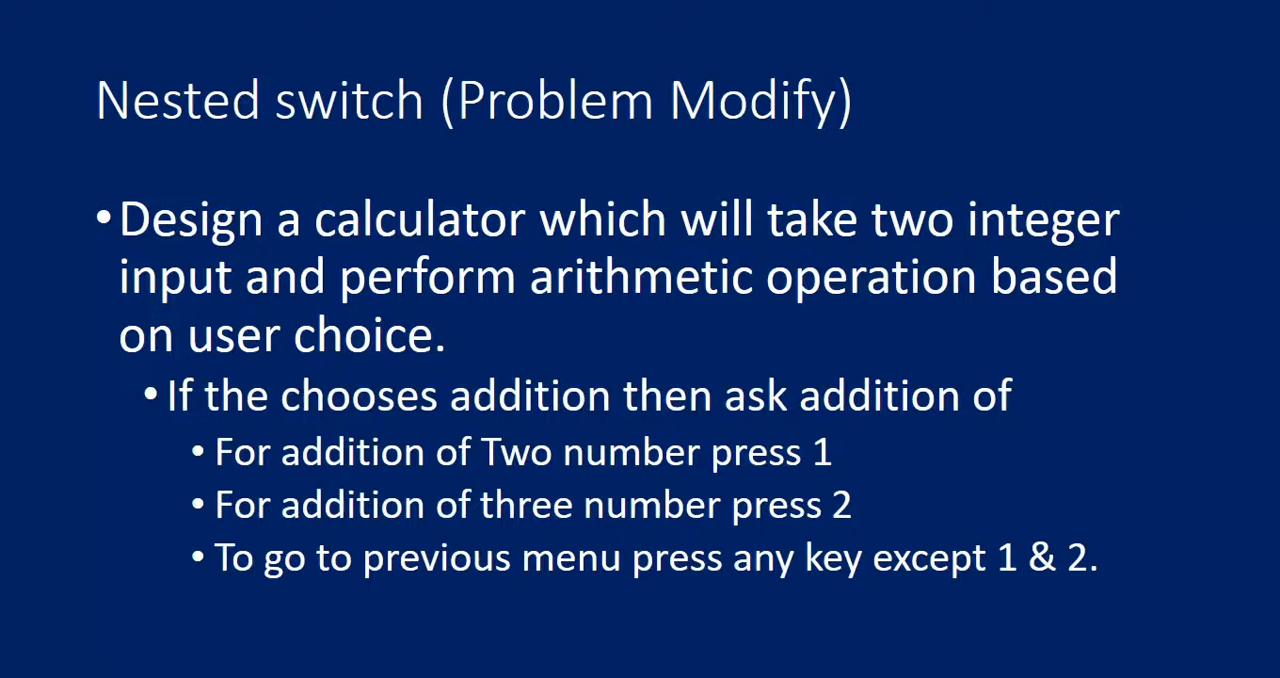 Nested switch (Problem Modify)
•Design a calculator which will take two integer
input and perform arithmetic operation based
on user choice.
• If the chooses addition then ask addition of
• For addition of Two number press 1
• For addition of three number press 2
• To go to previous menu press any key except 1 & 2.